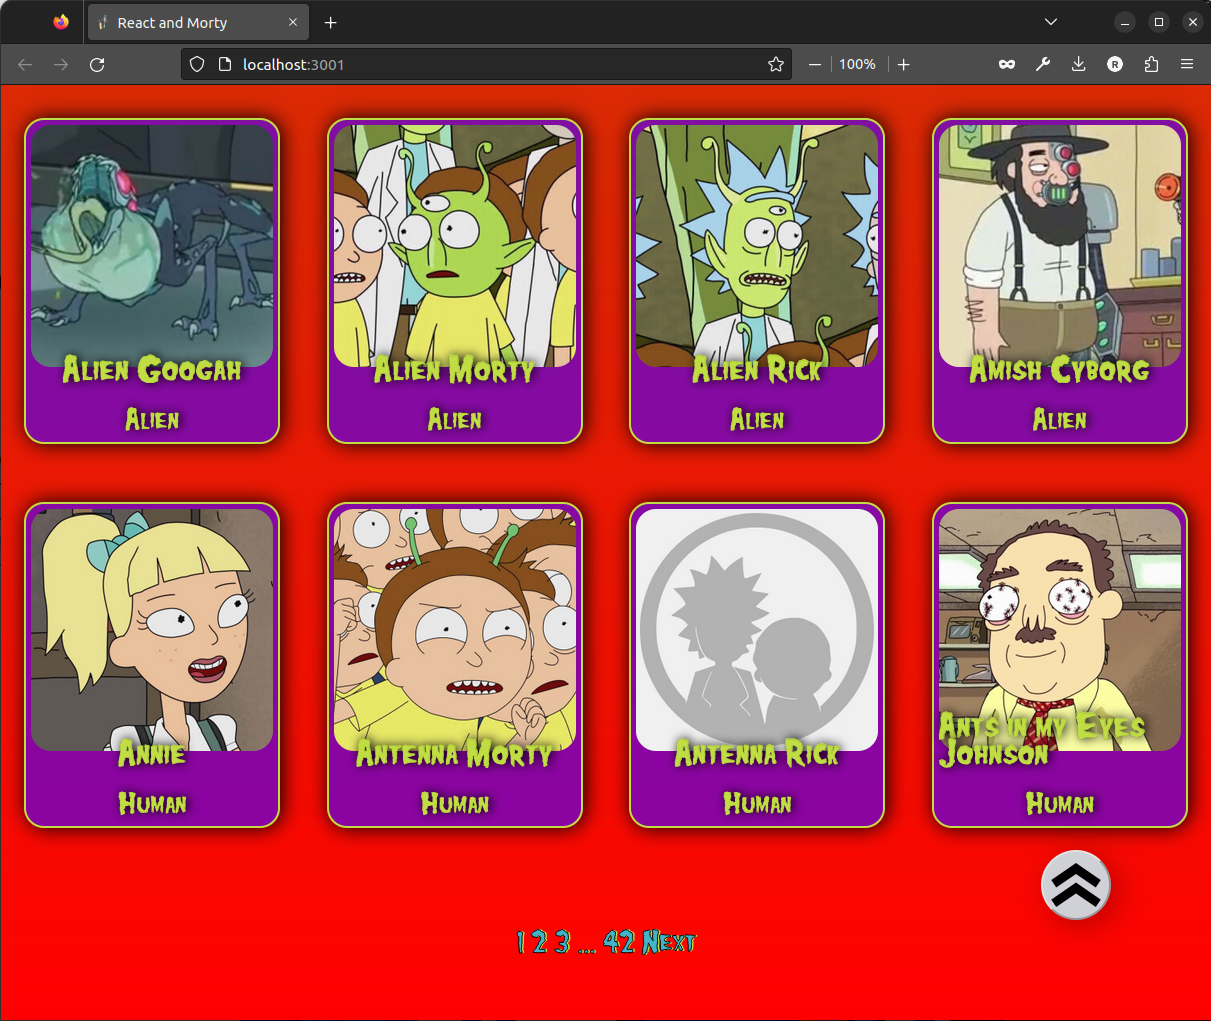 React and Morty
localhost:3001
100%
R
Alien Googah
Alien
Alien Morty
Alien
Alien Rick
Alien
Amish Cyborg
Alien
Annie
Human
Antenna Morty
Human
Antenna Rick
Human
Ants in my Eyes
Johnson
Human
1 2 3 ... 42 Next